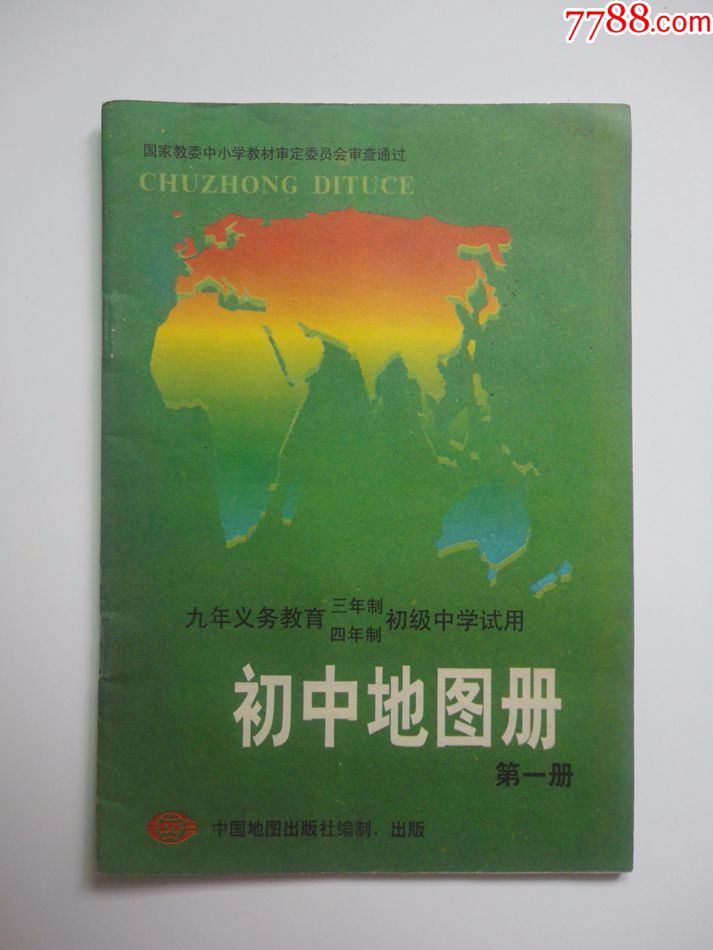 7788.com
国家教委中小学教材审定委员会审查通过
CHUZHONG DITUCE
九年义务教育 三年制 四年制 初级中学试用
初中地图册
第一册
中国地图出版社编制、出版